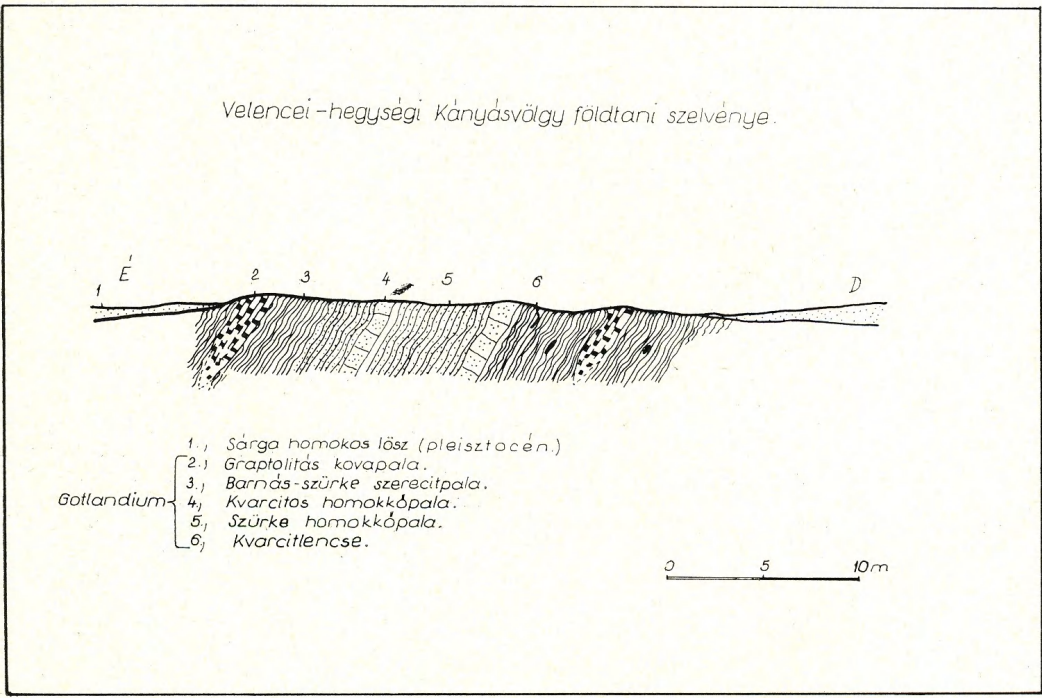 Velencei-hegységi Kányásvölgy földtani szelvénye.
É D
1 2 3 4 5 6
1., Sárga homokos lösz (pleisztocén.)
2.) Graptolitás kovapala.
3., Barnás-szürke szerecitpala.
Gotlandium 4., Kvarcitos homokkőpala.
5., Szürke homokkőpala.
6., Kvarcitlencse.
0 5 10m